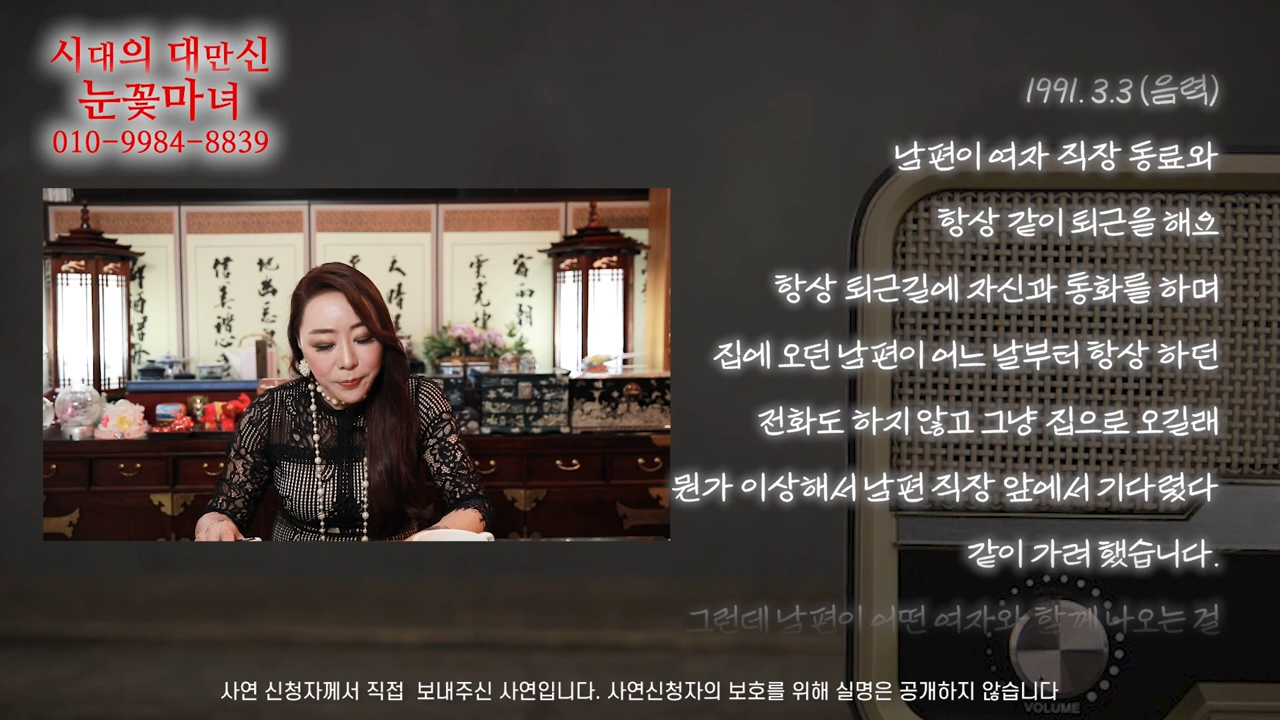 시대의 대만신
눈꽃마녀
010-9984-8839
1991. 3.3 (음력)
남편이 여자 직장 동료와
항상 같이 퇴근을 해요
항상 퇴근길에 자신과 통화를 하며
집에 오던 남편이 어느 날부터 항상 하던
전화도 하지 않고 그냥 집으로 오길래
뭔가 이상해서 남편 직장 앞에서 기다렸다
같이 가려 했습니다.
그런데 남편이 어떤 여자와 함께 나오는 걸
사연 신청자께서 직접 보내주신 사연입니다. 사연신청자의 보호를 위해 실명은 공개하지 않습니다
VOLUME